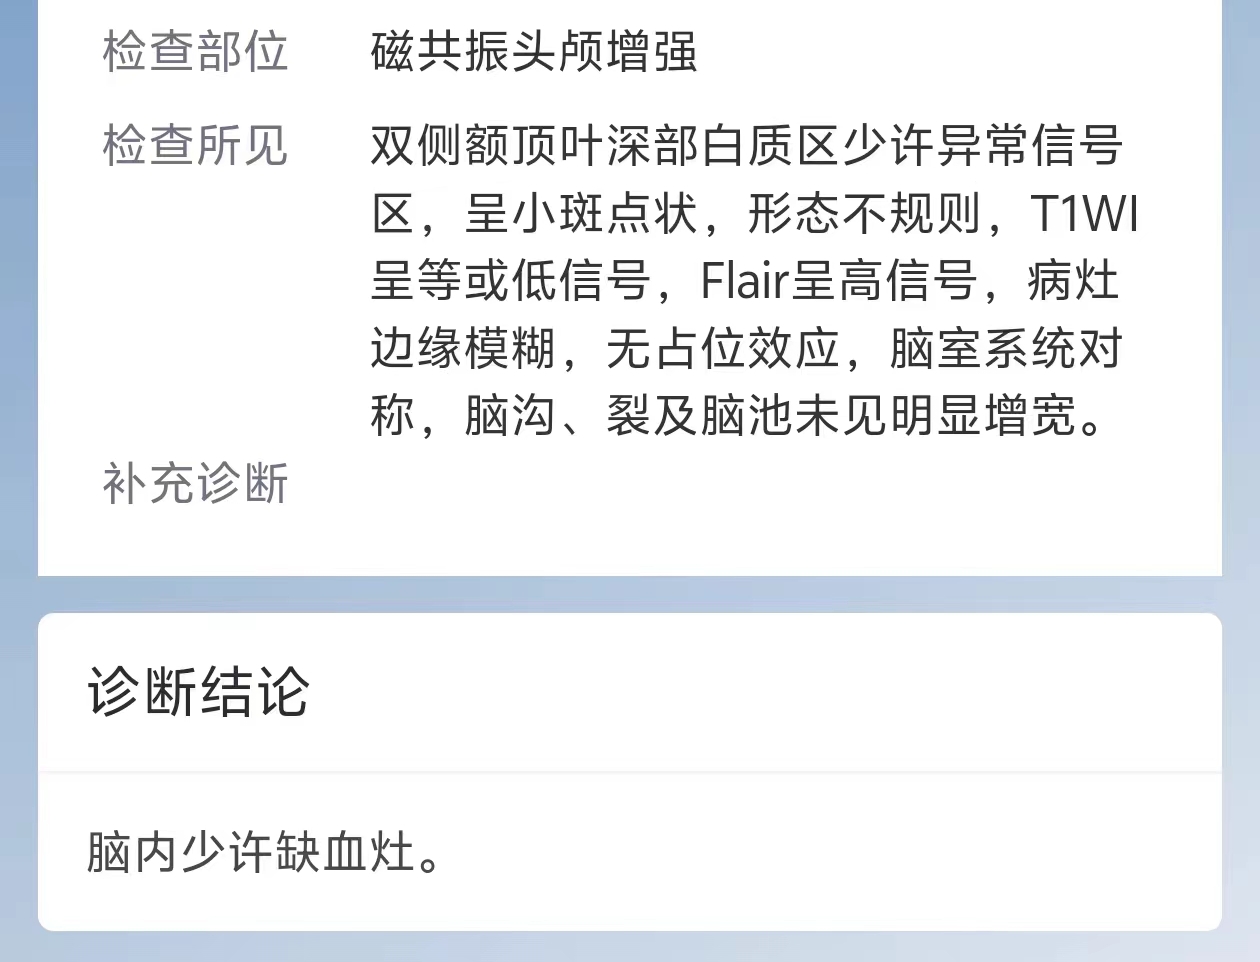 检查部位 磁共振头颅增强
检查所见 双侧额顶叶深部白质区少许异常信号
区，呈小斑点状，形态不规则，T1WI
呈等或低信号，Flair呈高信号，病灶
边缘模糊，无占位效应，脑室系统对
称，脑沟、裂及脑池未见明显增宽。
补充诊断
诊断结论
脑内少许缺血灶。